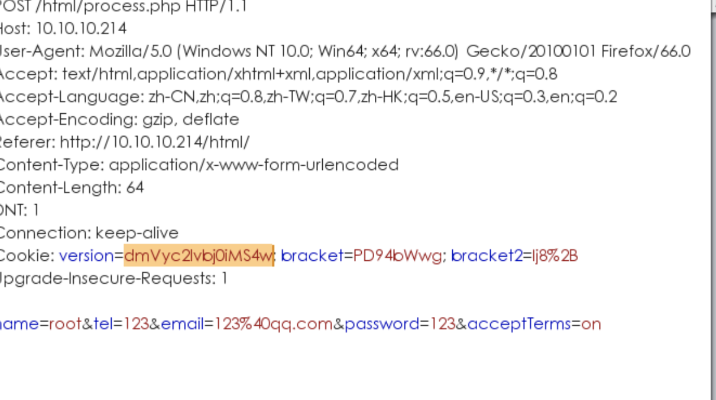 POST /html/process.php HTTP/1.1
Host: 10.10.10.214
User-Agent: Mozilla/5.0 (Windows NT 10.0; Win64; x64; rv:66.0) Gecko/20100101 Firefox/66.0
Accept: text/html,application/xhtml+xml,application/xml;q=0.9,*/*;q=0.8
Accept-Language: zh-CN,zh;q=0.8,zh-TW;q=0.7,zh-HK;q=0.5,en-US;q=0.3,en;q=0.2
Accept-Encoding: gzip, deflate
Referer: http://10.10.10.214/html/
Content-Type: application/x-www-form-urlencoded
Content-Length: 64
DNT: 1
Connection: keep-alive
Cookie: version=dmVyc2lvbj0iMS4w; bracket=PD94bWwg; bracket2=Ij8%2B
Upgrade-Insecure-Requests: 1
name=root&tel=123&email=123%40qq.com&password=123&acceptTerms=on